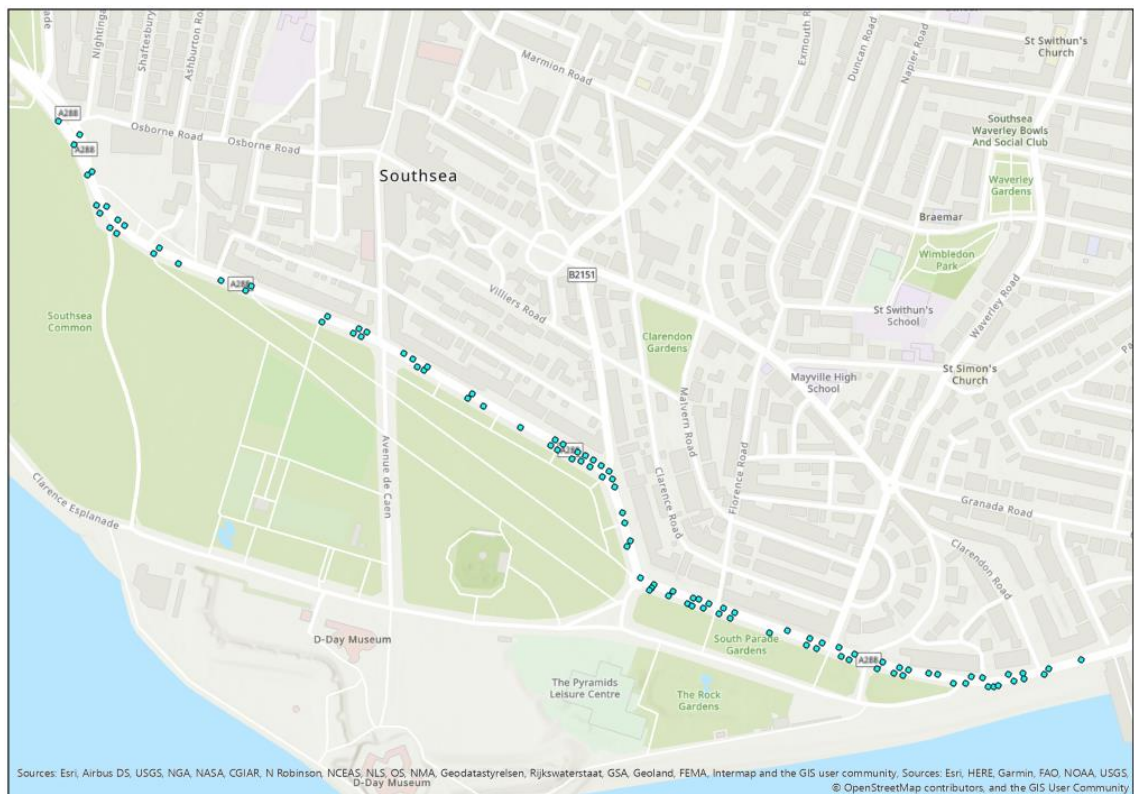 Nightingal
Shaftesbury
Ashburton Road
Marmion Road
Exmouth R
Duncan Road
Napier Road
St Swithun's
Church
A288
Osborne Road
Osborne Road
A288
Southsea
Waverley Bowls
And Social Club
Southsea
Waverley
Gardens
Braemar
Wimbledon
Park
B2151
A288
Villiers Road
Southsea
Common
Clarendon
Gardens
St Swithun's
School
Waverley Road
Mayville High
School
St Simon's
Church
Malvern Road
Avenue de Caen
A288
Clarence Road
Florence Road
Clarence Esplanade
Granada Road
Clarendon Road
D-Day Museum
South Parade
Gardens
A288
The Pyramids
Leisure Centre
The Rock
Gardens
D-Day Museum
Sources: Esri, Airbus DS, USGS, NGA, NASA, CGIAR, N Robinson, NCEAS, NLS, OS, NMA, Geodatastyrelsen, Rijkswaterstaat, GSA, Geoland, FEMA, Intermap and the GIS user community, Sources: Esri, HERE, Garmin, FAO, NOAA, USGS,
© OpenStreetMap contributors, and the GIS User Community